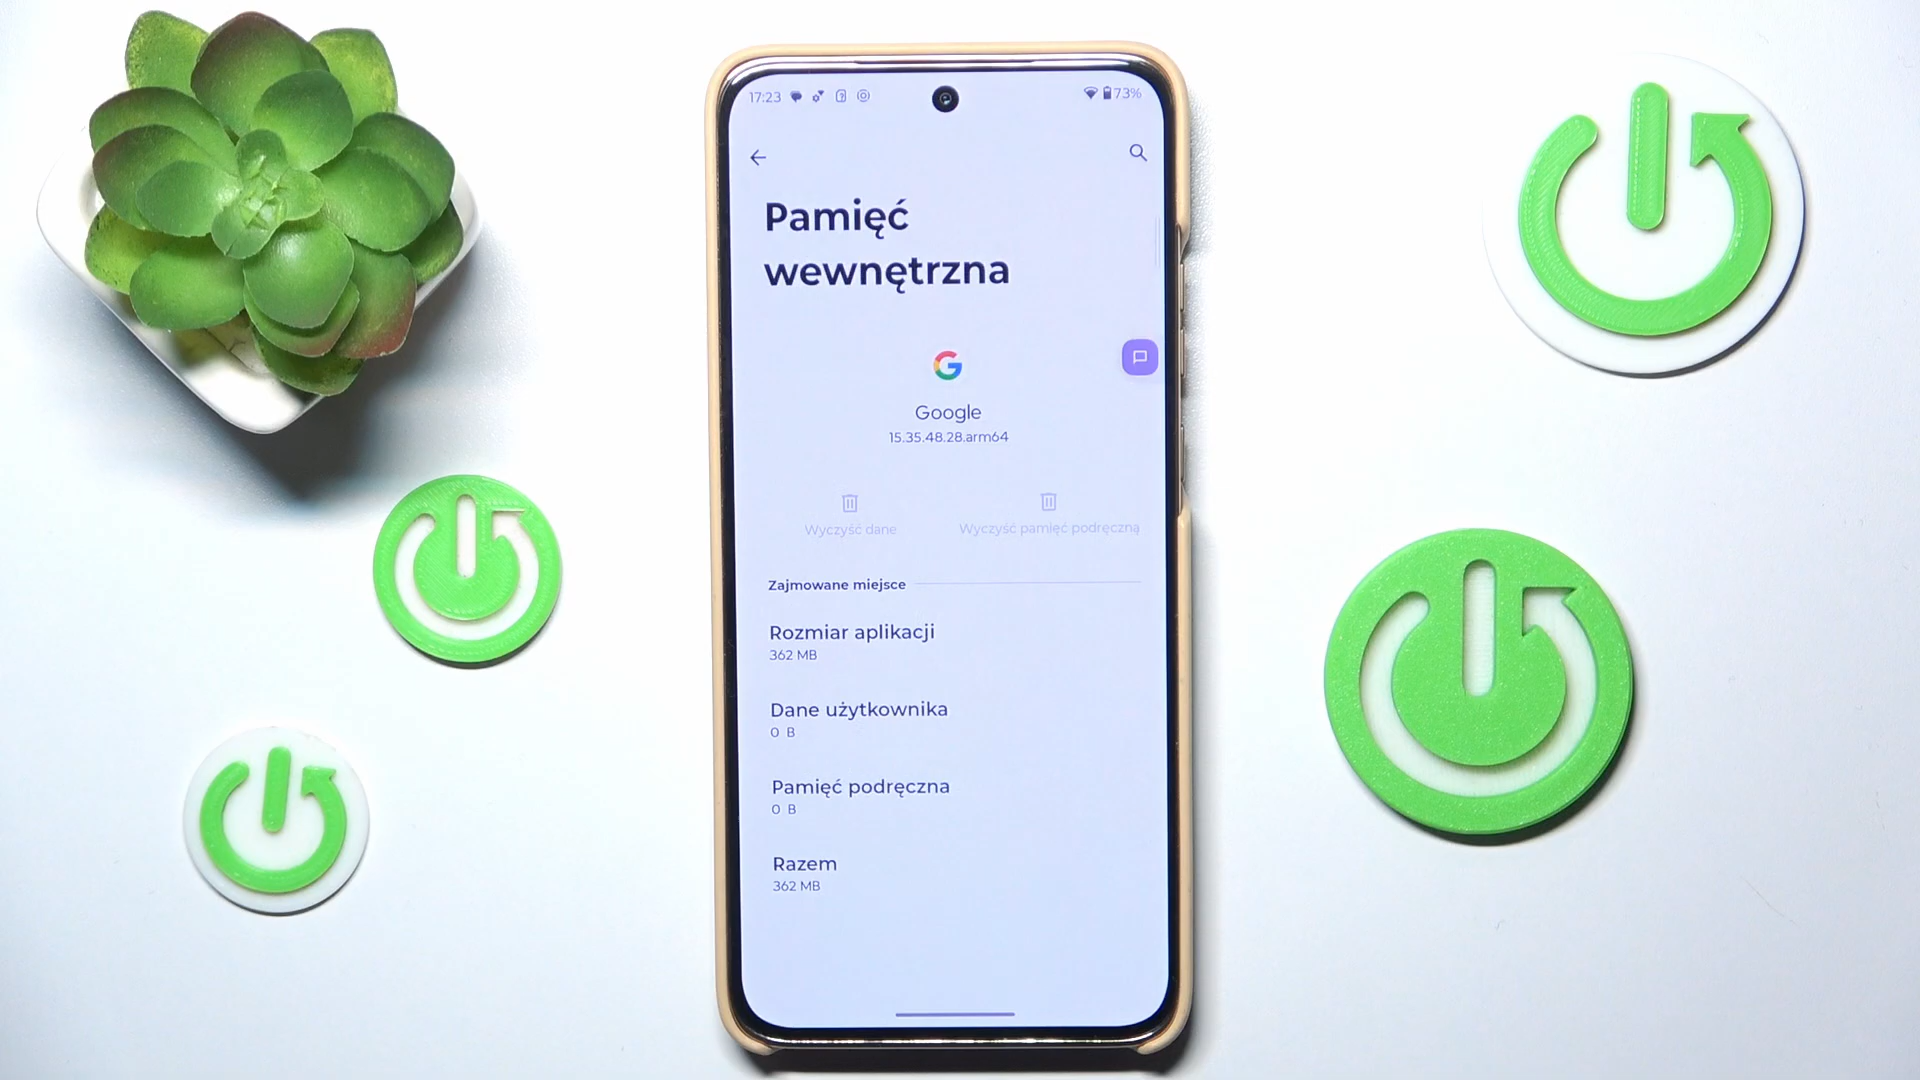 17:23
73%
Pamięć
wewnętrzna
Google
15.35.48.28.arm64
Wyczyść dane
Wyczyść pamięć podręczną
Zajmowane miejsce
Rozmiar aplikacji
362 MB
Dane użytkownika
0 B
Pamięć podręczna
0 B
Razem
362 MB